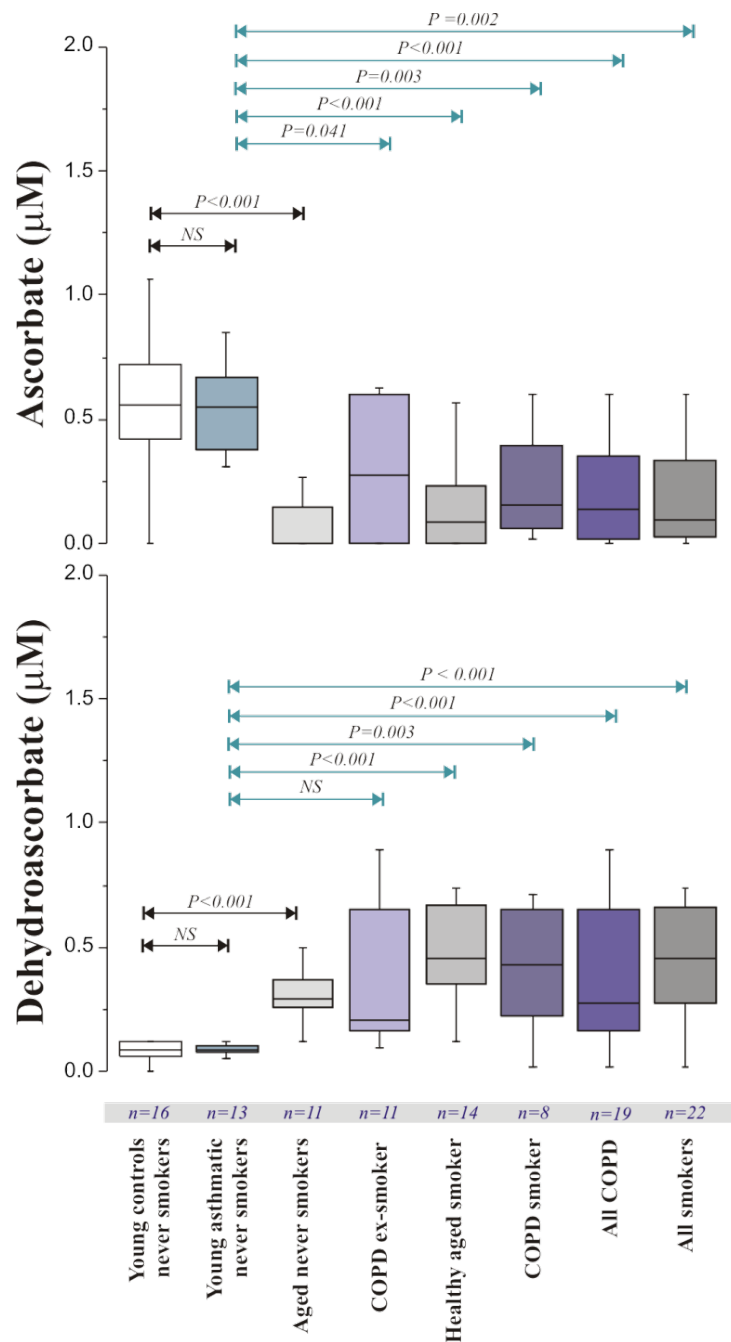 P =0.002
2.0
P<0.001
P=0.003
P<0.001
P=0.041
1.5
P<0.001
NS
1.0
Ascorbate (µM)
0.5
0.0
2.0
P < 0.001
1.5
P<0.001
P=0.003
P<0.001
NS
1.0
Dehydroascorbate (µM)
P<0.001
NS
0.5
0.0
n=16 n=13 n=11 n=11 n=14 n=8 n=19 n=22
Young controls
never smokers
Young asthmatic
never smokers
Aged never smokers
COPD ex-smoker
Healthy aged smoker
COPD smoker
All COPD
All smokers